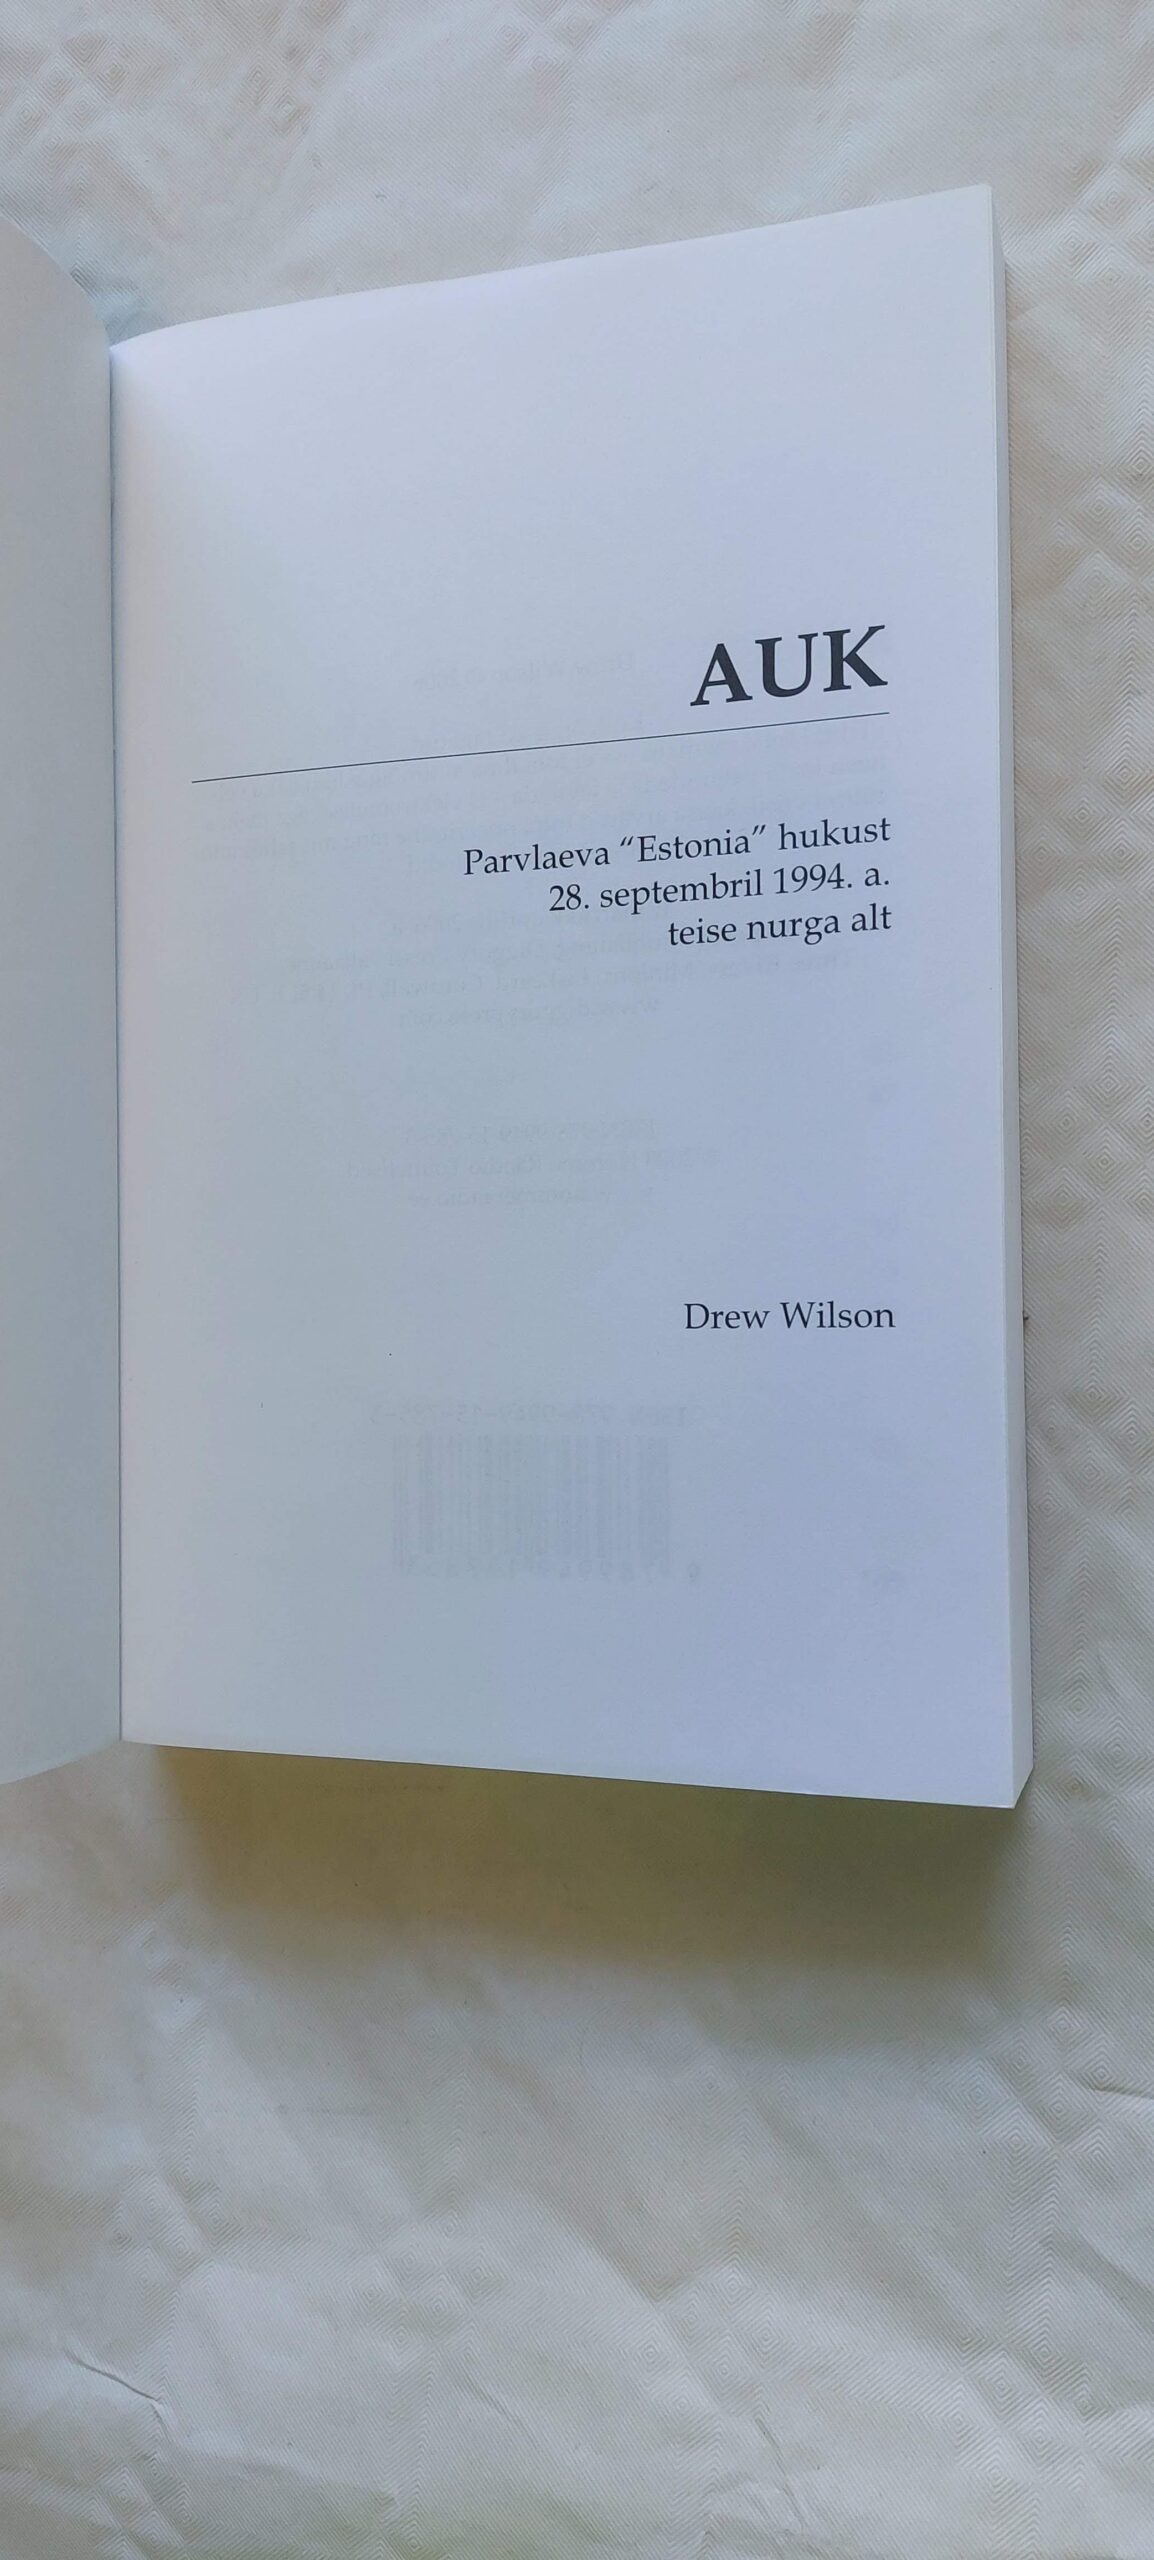 AUK
Parvlaeva “Estonia” hukust
28. septembril 1994. a.
teise nurga alt
Drew Wilson